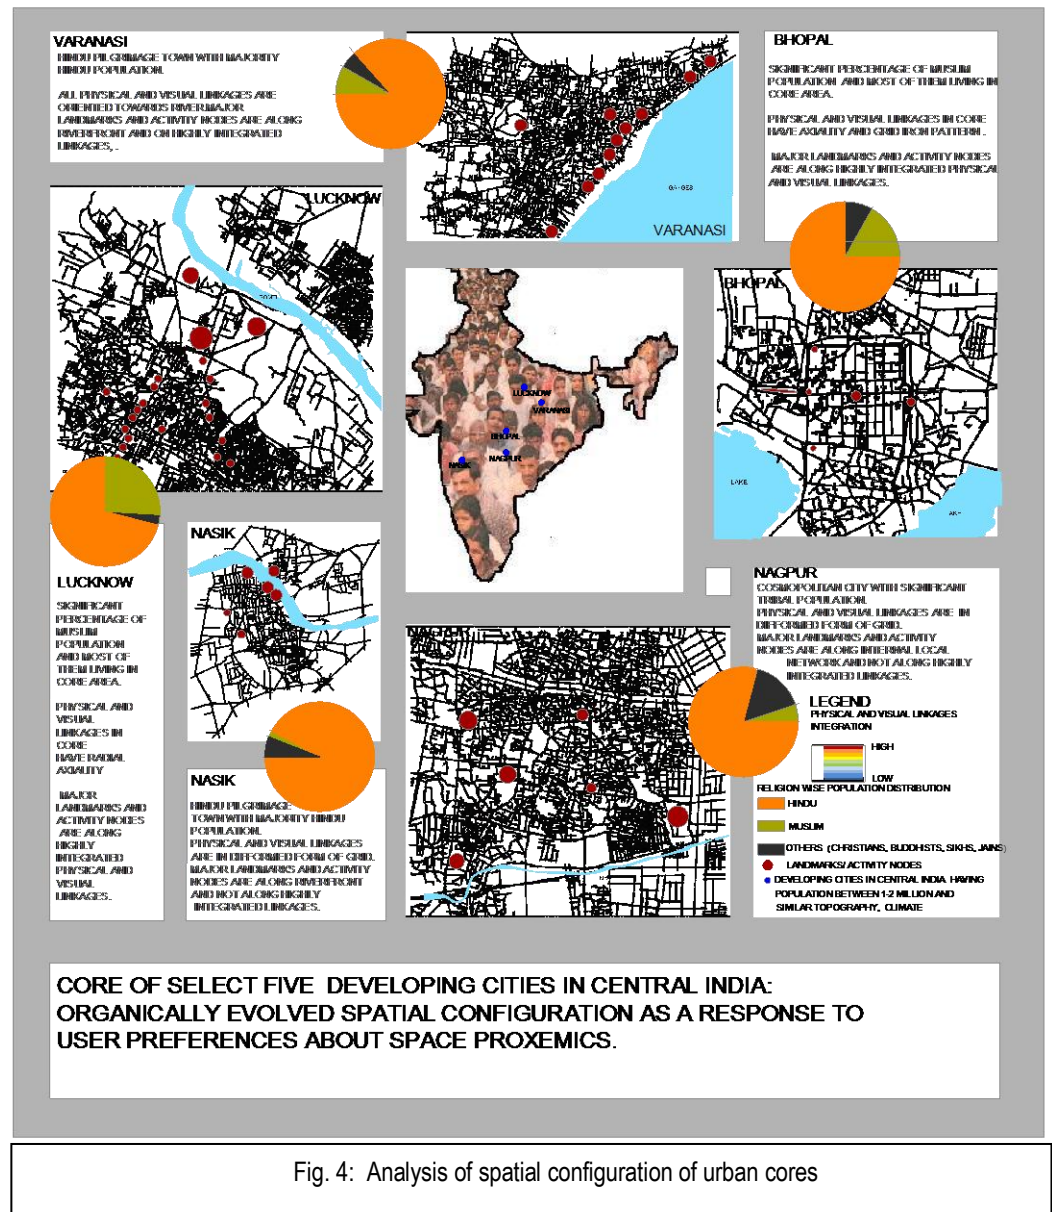 VARANASI
HINDU PILGRIMAGE TOWN WITH MAJORITY
HINDU POPULATION.
ALL PHYSICAL AND VISUAL LINKAGES ARE
ORIENTED TOWARDS RIVER.MAJOR
LANDMARKS AND ACTIVITY NODES ARE ALONG
RIVERFRONT AND ON HIGHLY INTEGRATED
LINKAGES, .
VARANASI
BHOPAL
SIGNIFICANT PERCENTAGE OF MUSLIM
POPULATION AND MOST OF THEM LIVING IN
CORE AREA.
PHYSICAL AND VISUAL LINKAGES IN CORE
HAVE AXIALITY AND GRID IRON PATTERN .
MAJOR LANDMARKS AND ACTIVITY NODES
ARE ALONG HIGHLY INTEGRATED PHYSICAL
AND VISUAL LINKAGES.
LUCKNOW
LUCKNOW
VARANASI
BHOPAL
NAGPUR
NASIK
BHOPAL
LAKE
LUCKNOW
SIGNIFICANT
PERCENTAGE OF
MUSLIM
POPULATION
AND MOST OF
THEM LIVING IN
CORE AREA.
PHYSICAL AND
VISUAL
LINKAGES IN
CORE
HAVE RADIAL
AXIALITY
MAJOR
LANDMARKS AND
ACTIVITY NODES
ARE ALONG
HIGHLY
INTEGRATED
PHYSICAL AND
VISUAL
LINKAGES.
NASIK
NASIK
HINDU PILGRIMAGE
TOWN WITH MAJORITY HINDU
POPULATION.
PHYSICAL AND VISUAL LINKAGES
ARE IN DIFFORMED FORM OF GRID.
MAJOR LANDMARKS AND ACTIVITY
NODES ARE ALONG RIVERFRONT
AND NOT ALONG HIGHLY
INTEGRATED LINKAGES.
NAGPUR
NAGPUR
COSMOPOLITAN CITY WITH SIGNIFICANT
TRIBAL POPULATION.
PHYSICAL AND VISUAL LINKAGES ARE IN
DIFFORMED FORM OF GRID.
MAJOR LANDMARKS AND ACTIVITY
NODES ARE ALONG INTERNAL LOCAL
NETWORK AND NOT ALONG HIGHLY
INTEGRATED LINKAGES.
LEGEND
PHYSICAL AND VISUAL LINKAGES
INTEGRATION
HIGH
LOW
RELIGION WISE POPULATION DISTRIBUTION
HINDU
MUSLIM
OTHERS (CHRISTIANS, BUDDHISTS, SIKHS, JAINS)
LANDMARKS/ ACTIVITY NODES
DEVELOPING CITIES IN CENTRAL INDIA HAVING
POPULATION BETWEEN 1-2 MILLION AND
SIMILAR TOPOGRAPHY, CLIMATE
CORE OF SELECT FIVE DEVELOPING CITIES IN CENTRAL INDIA:
ORGANICALLY EVOLVED SPATIAL CONFIGURATION AS A RESPONSE TO
USER PREFERENCES ABOUT SPACE PROXEMICS.
Fig. 4: Analysis of spatial configuration of urban cores